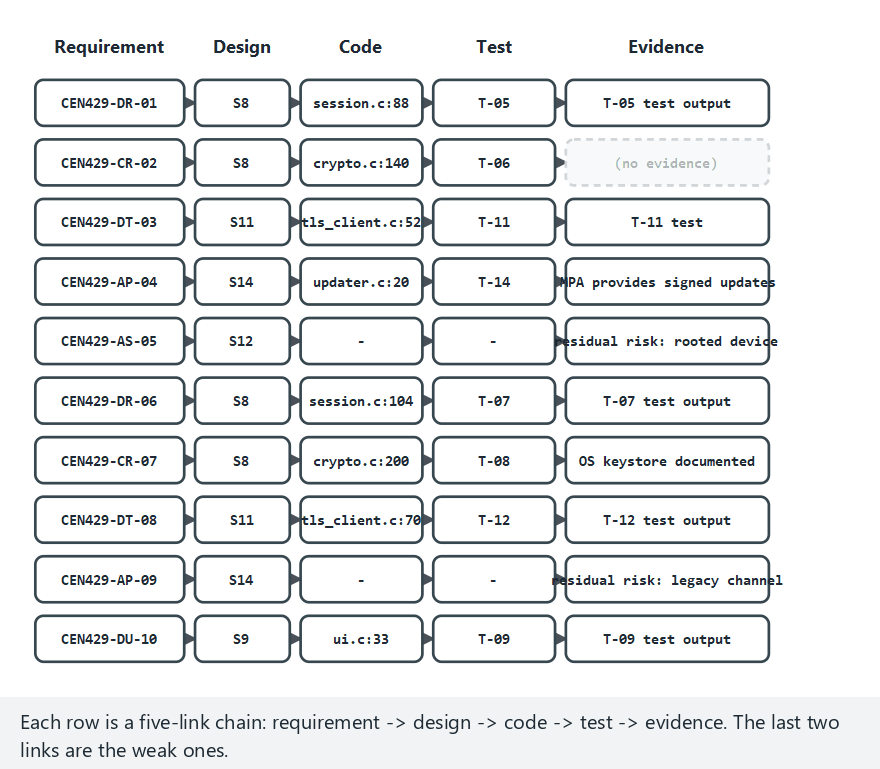 Requirement Design Code Test Evidence
CEN429-DR-01 S8 session.c:88 T-05 T-05 test output
CEN429-CR-02 S8 crypto.c:140 T-06 (no evidence)
CEN429-DT-03 S11 tls_client.c:52 T-11 T-11 test
CEN429-AP-04 S14 updater.c:20 T-14 MPA provides signed updates
CEN429-AS-05 S12 - - residual risk: rooted device
CEN429-DR-06 S8 session.c:104 T-07 T-07 test output
CEN429-CR-07 S8 crypto.c:200 T-08 OS keystore documented
CEN429-DT-08 S11 tls_client.c:70 T-12 T-12 test output
CEN429-AP-09 S14 - - residual risk: legacy channel
CEN429-DU-10 S9 ui.c:33 T-09 T-09 test output
Each row is a five-link chain: requirement -> design -> code -> test -> evidence. The last two
links are the weak ones.